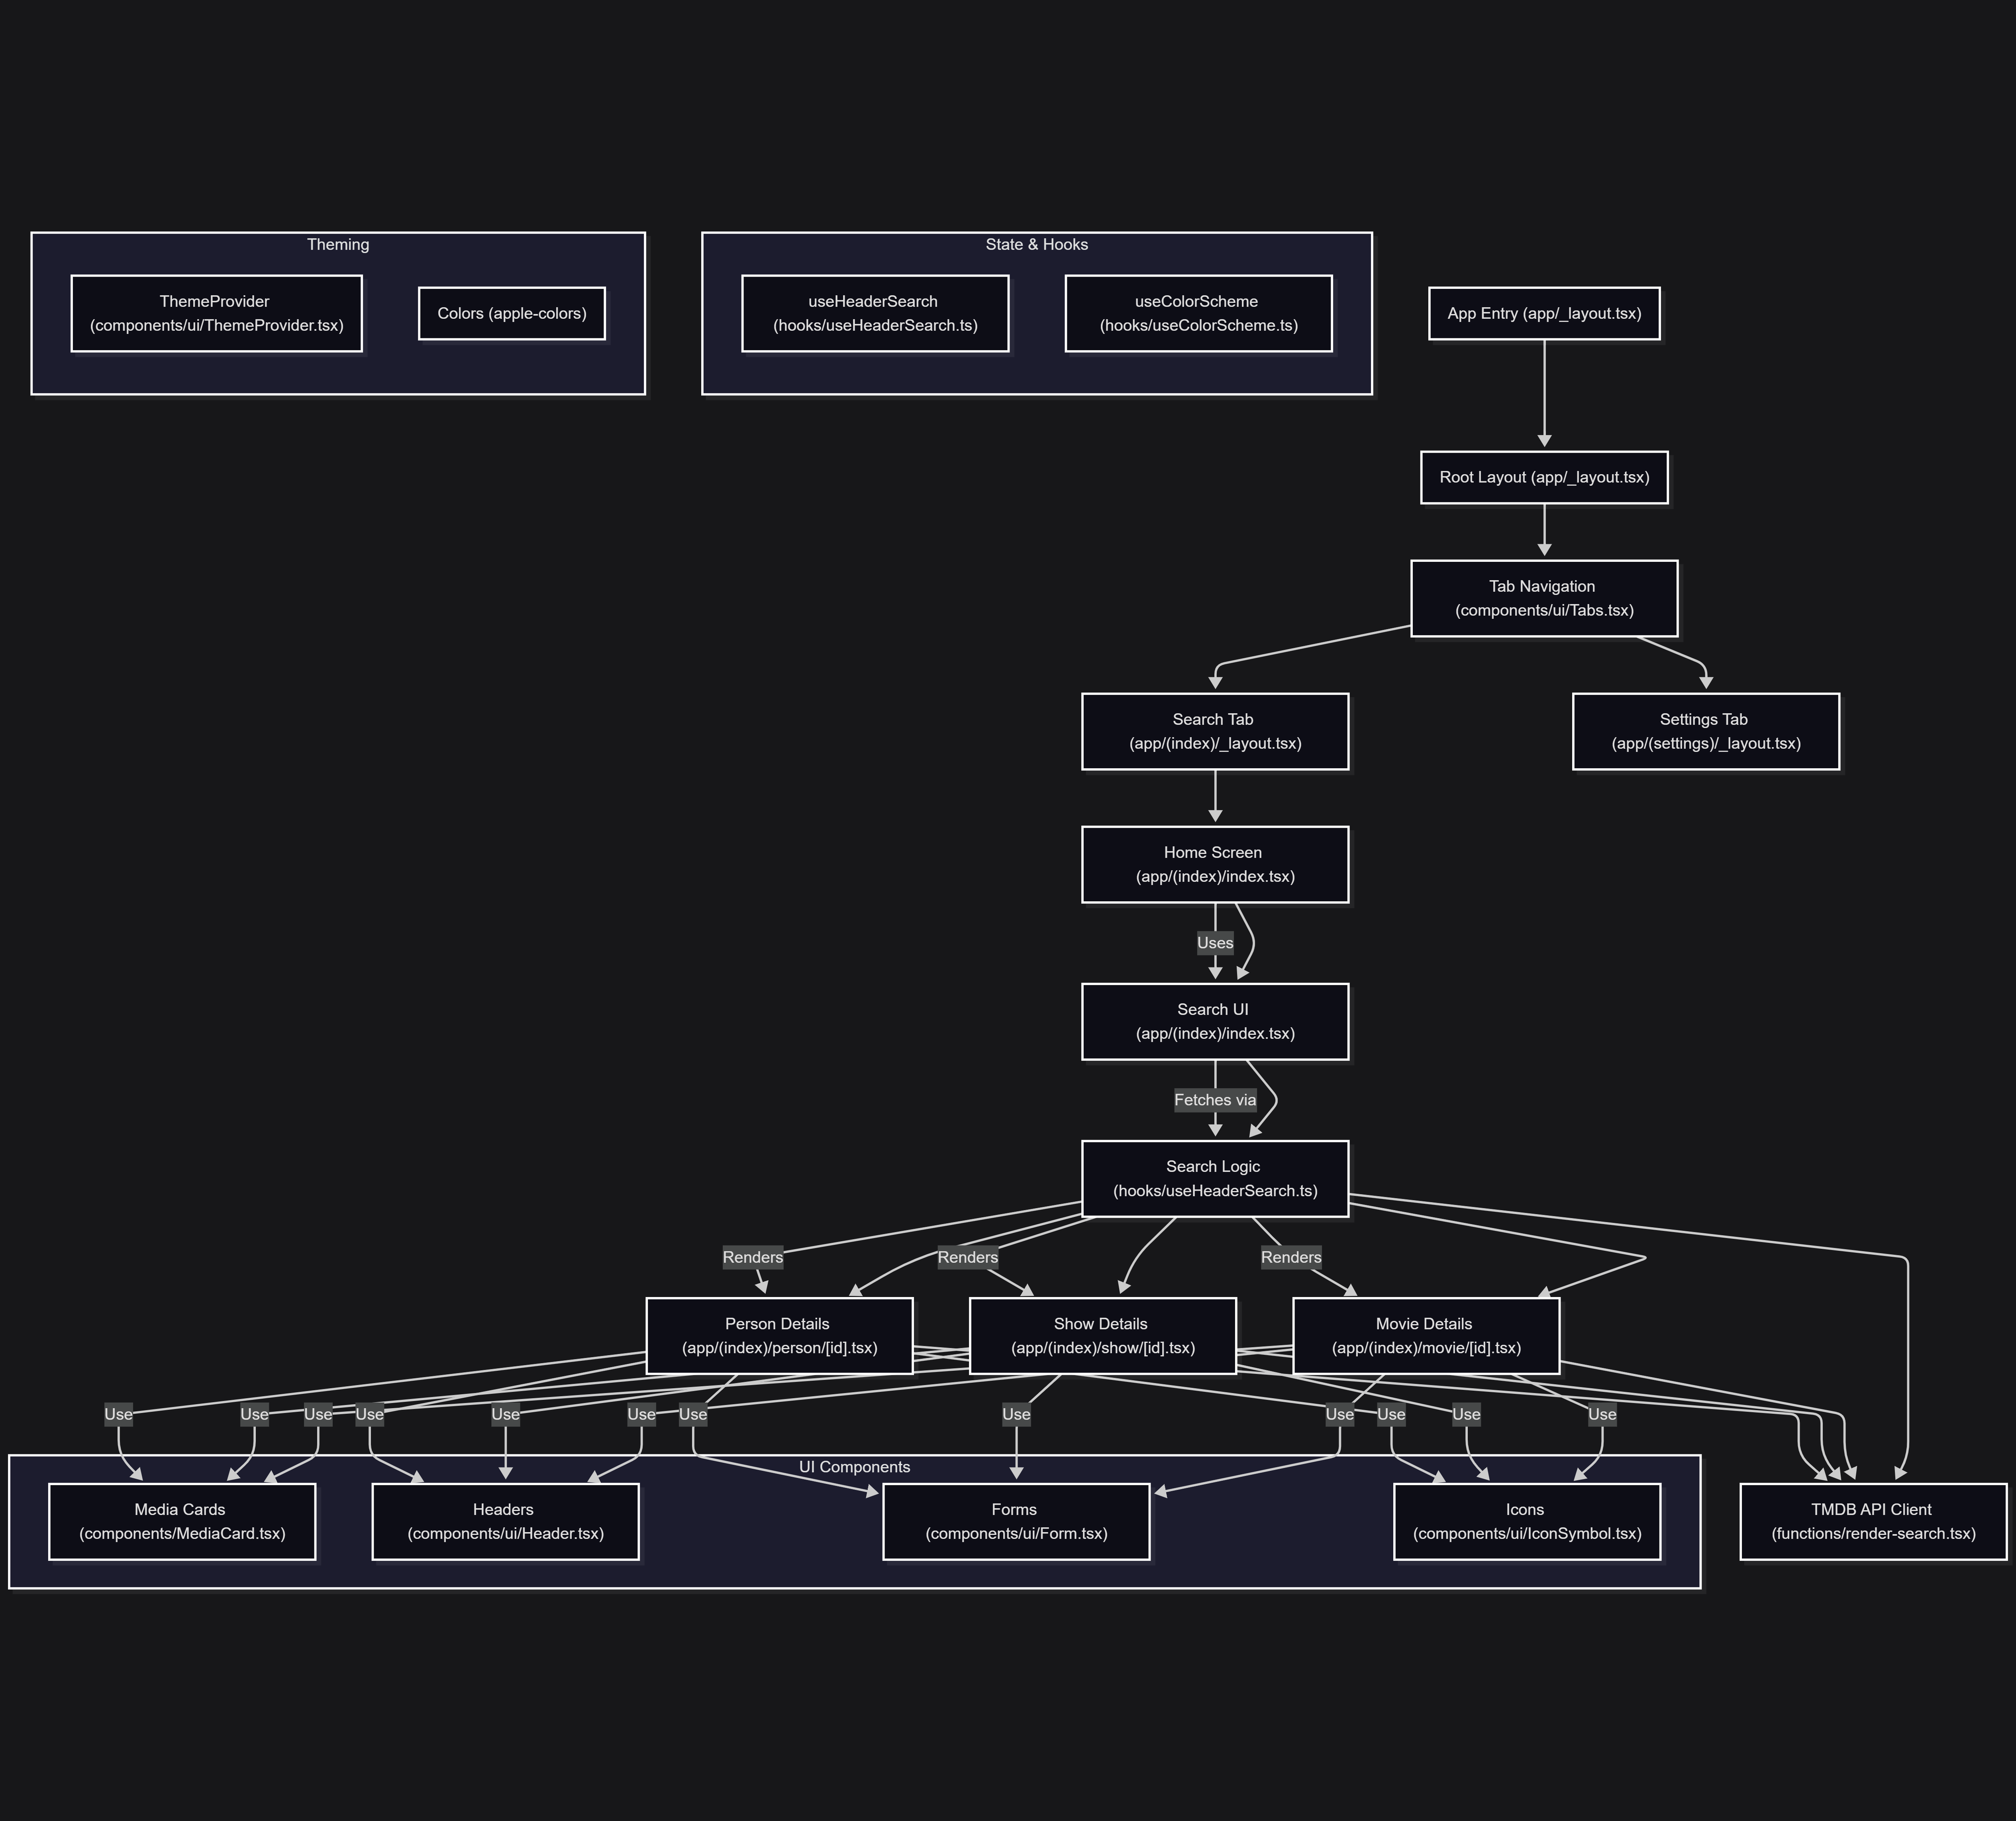 Theming
ThemeProvider
(components/ui/ThemeProvider.tsx)
Colors (apple-colors)
State & Hooks
useHeaderSearch
(hooks/useHeaderSearch.ts)
useColorScheme
(hooks/useColorScheme.ts)
App Entry (app/_layout.tsx)
Root Layout (app/_layout.tsx)
Tab Navigation
(components/ui/Tabs.tsx)
Search Tab
(app/(index)/_layout.tsx)
Settings Tab
(app/(settings)/_layout.tsx)
Home Screen
(app/(index)/index.tsx)
Uses
Search UI
(app/(index)/index.tsx)
Fetches via
Search Logic
(hooks/useHeaderSearch.ts)
Renders
Renders
Renders
Person Details
(app/(index)/person/[id].tsx)
Show Details
(app/(index)/show/[id].tsx)
Movie Details
(app/(index)/movie/[id].tsx)
Use
Use
Use
Use
Use
Use
Use
Use
Use
Use
Use
Use
UI Components
Media Cards
(components/MediaCard.tsx)
Headers
(components/ui/Header.tsx)
Forms
(components/ui/Form.tsx)
Icons
(components/ui/IconSymbol.tsx)
TMDB API Client
(functions/render-search.tsx)